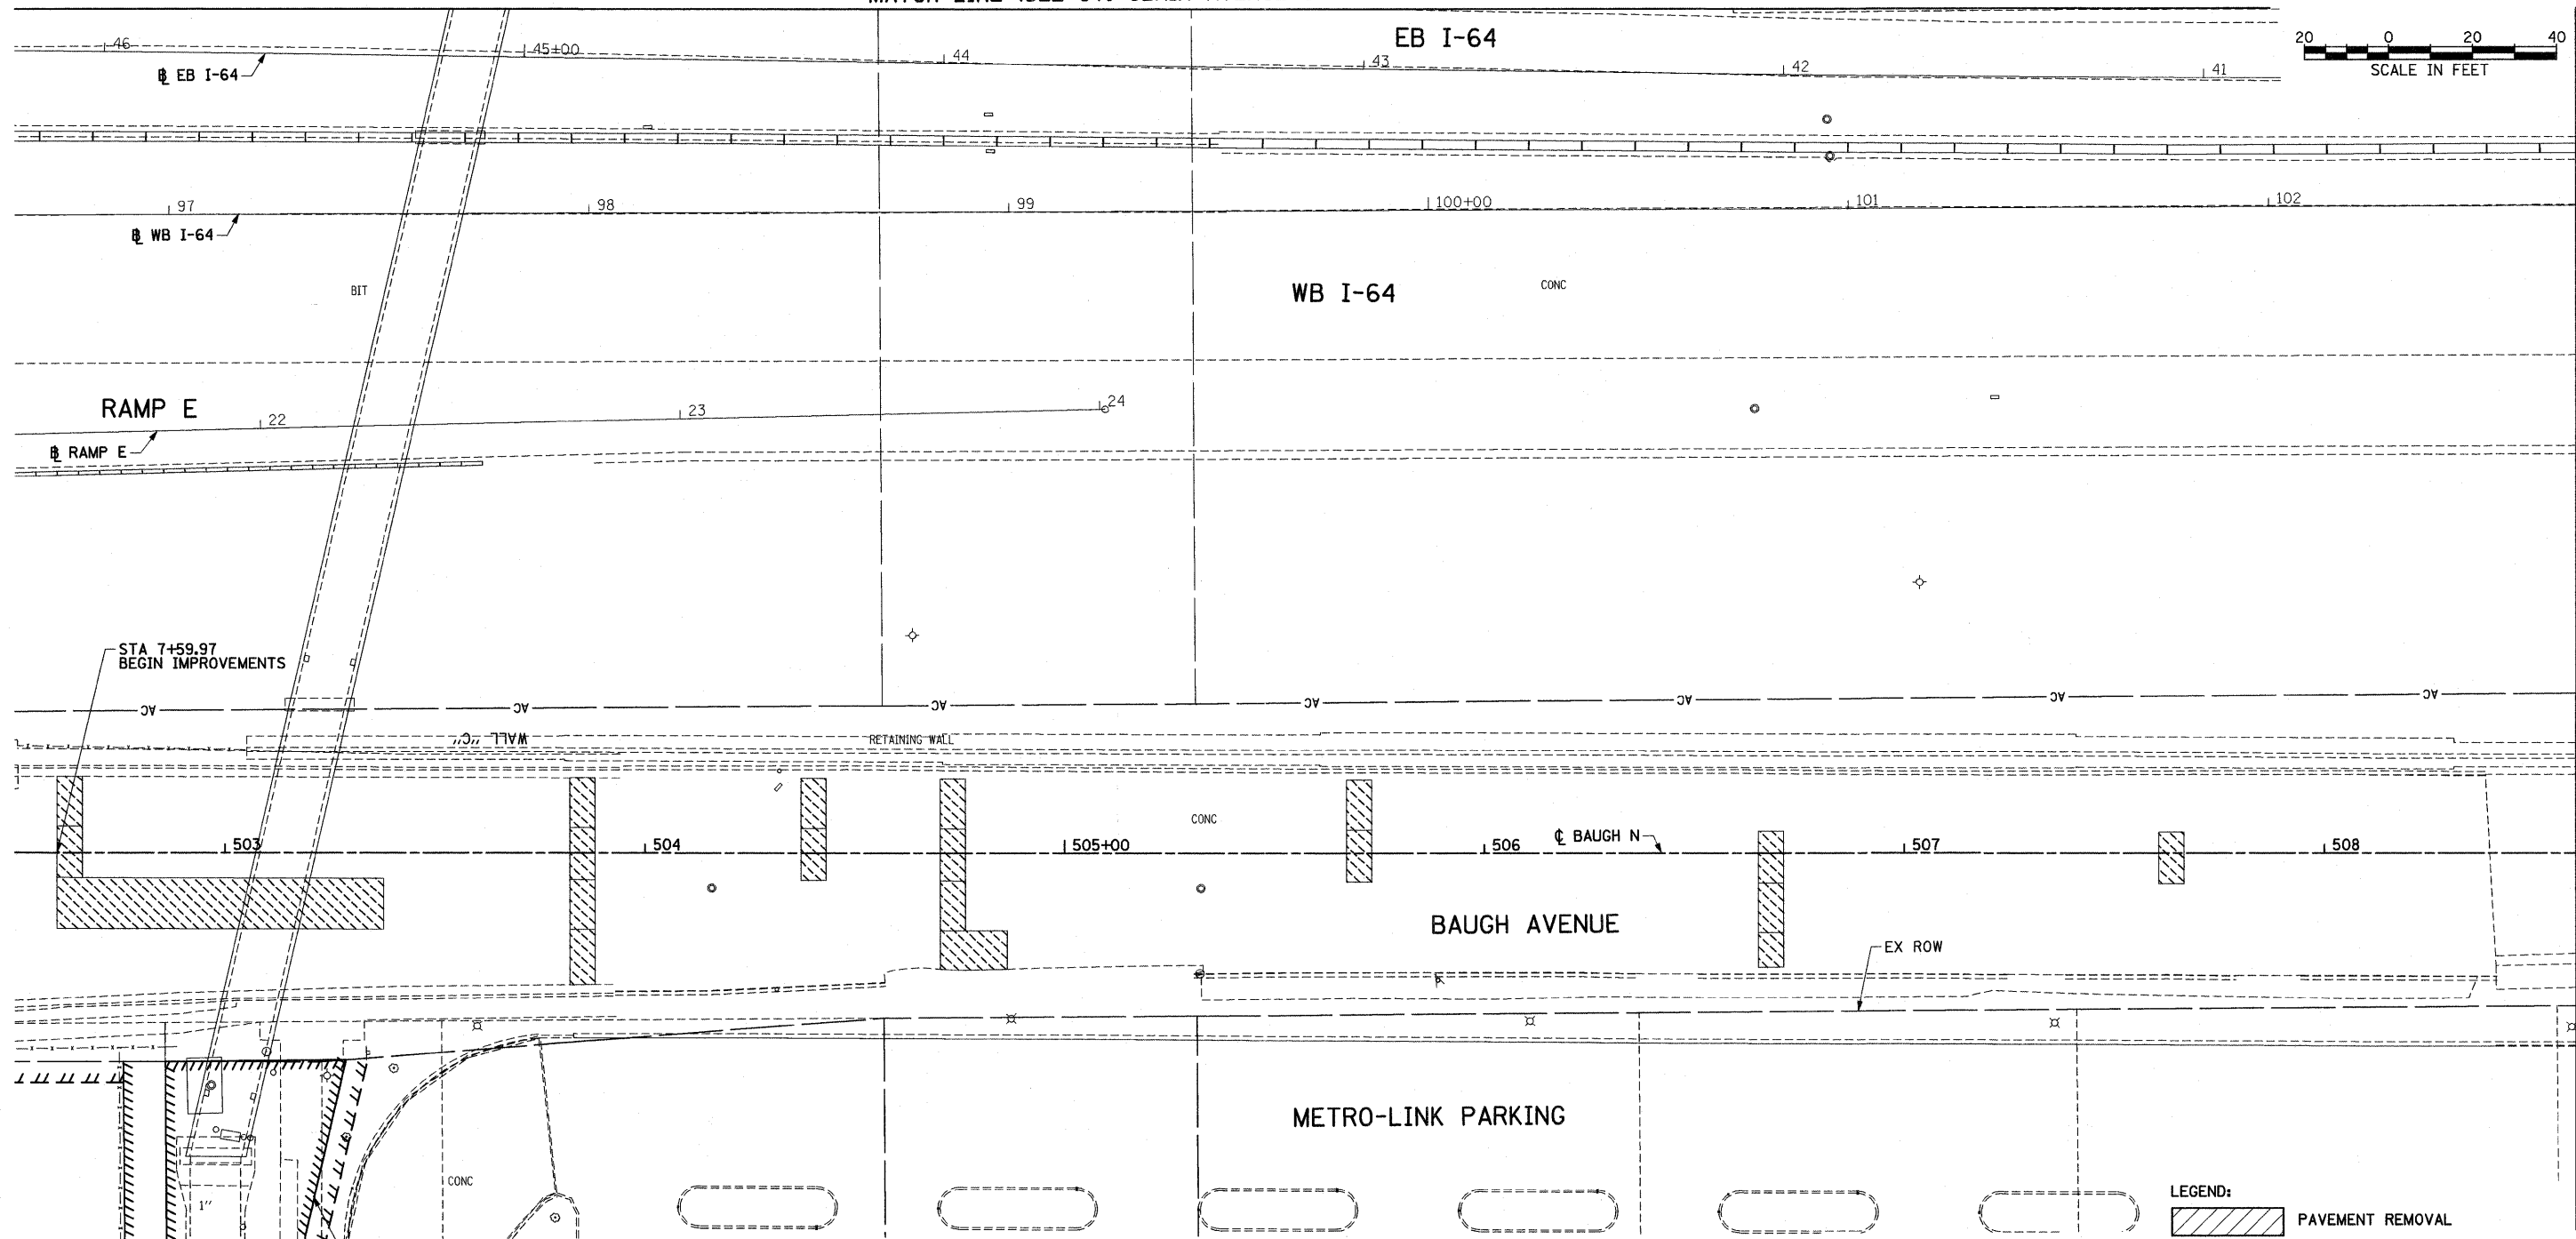 EB I-64
20 0 20 40
SCALE IN FEET
46 45+00 44 43 42 41
℄ EB I-64
97 98 99 100+00 101 102
℄ WB I-64
BIT
WB I-64
CONC
RAMP E
22 23 24
℄ RAMP E
STA 7+59.97
BEGIN IMPROVEMENTS
AC AC AC AC AC AC AC
WALL "C"
RETAINING WALL
CONC
503 504 505+00 506 ℄ BAUGH N 507 508
BAUGH AVENUE
EX ROW
METRO-LINK PARKING
CONC
1"
LEGEND:
PAVEMENT REMOVAL